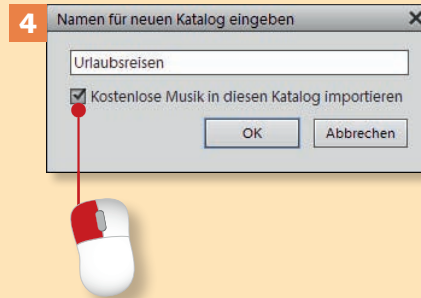 4
Namen für neuen Katalog eingeben
Urlaubsreisen
Kostenlose Musik in diesen Katalog importieren
OK
Abbrechen